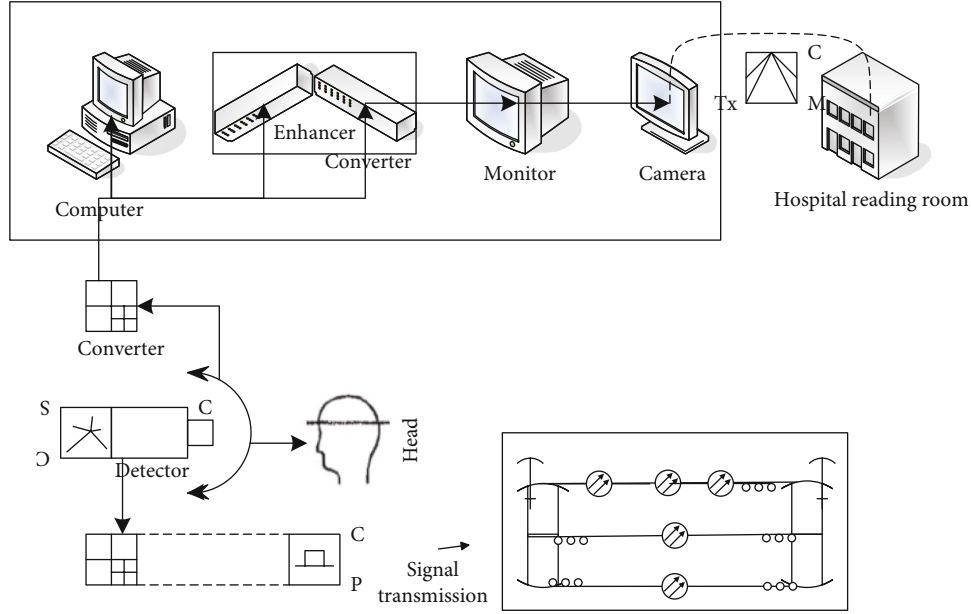 C
Tx
M
Enhancer
Converter
Computer
Monitor
Camera
Hospital reading room
Converter
S
C
C
Detector
Head
C
P
Signal
transmission